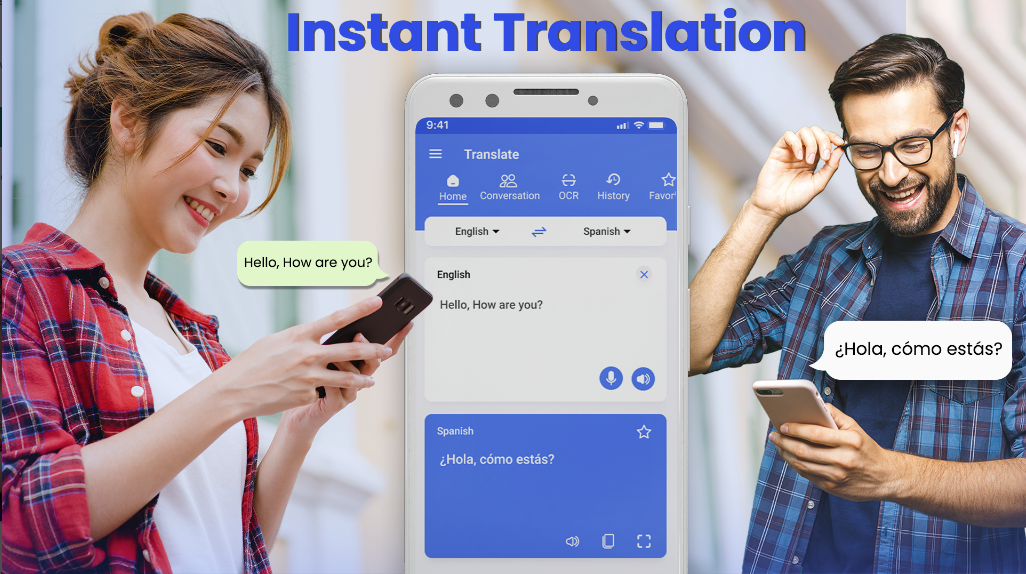 Instant Translation
9:41
Translate
Home Conversation OCR History Favor
English Spanish
Hello, How are you?
English
Hello, How are you?
¿Hola, cómo estás?
Spanish
¿Hola, cómo estás?